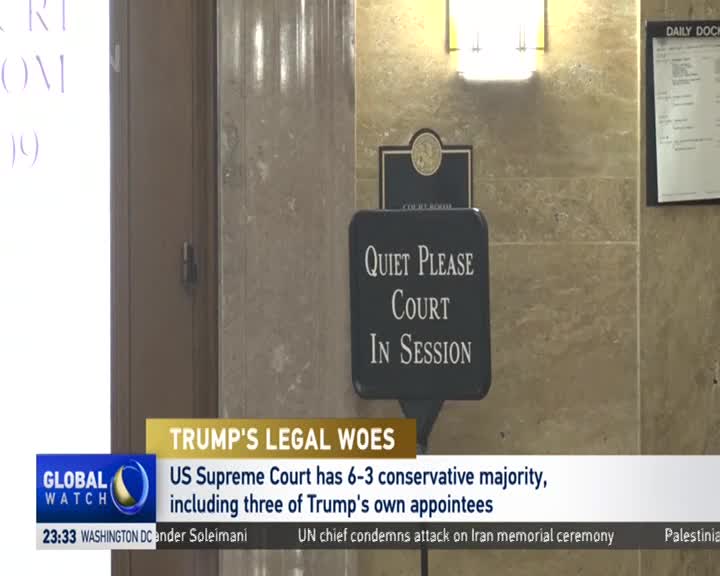 DAILY DOCK
COURT ROOM
QUIET PLEASE
COURT
IN SESSION
TRUMP'S LEGAL WOES
US Supreme Court has 6-3 conservative majority,
including three of Trump's own appointees
GLOBAL
WATCH
23:33 WASHINGTON DC
ander Soleimani UN chief condemns attack on Iran memorial ceremony Palestinia